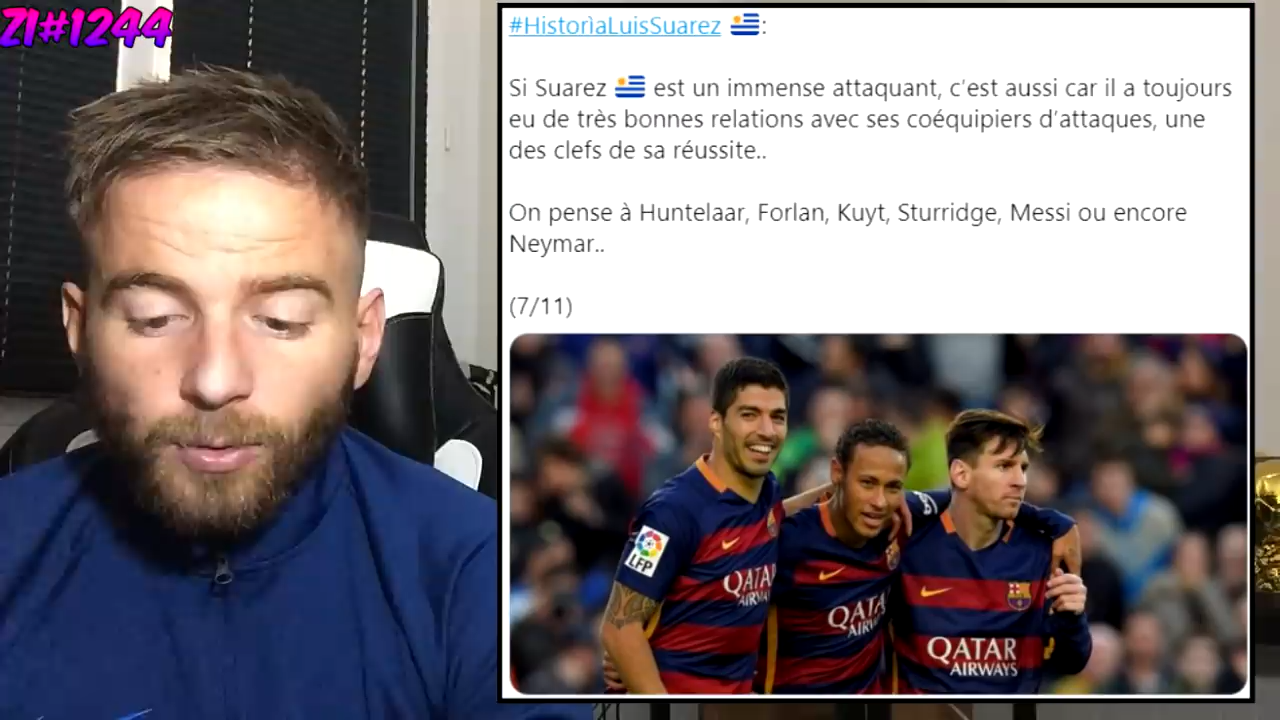 Z1#1244
#HistorìaLuisSuarez 🇺🇾:
Si Suarez 🇺🇾 est un immense attaquant, c’est aussi car il a toujours
eu de très bonnes relations avec ses coéquipiers d’attaques, une
des clefs de sa réussite..
On pense à Huntelaar, Forlan, Kuyt, Sturridge, Messi ou encore
Neymar..
(7/11)
LFP
QATAR
AIRWAYS
QATAR
AIRWAYS
QATAR
AIRWAYS